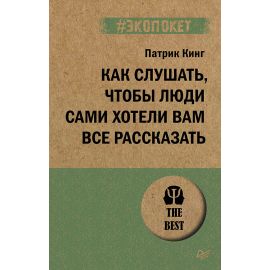 #ЭКОПОКЕТ
Патрик Кинг
КАК СЛУШАТЬ,
ЧТОБЫ ЛЮДИ
САМИ ХОТЕЛИ ВАМ
ВСЕ РАССКАЗАТЬ
THE
BEST